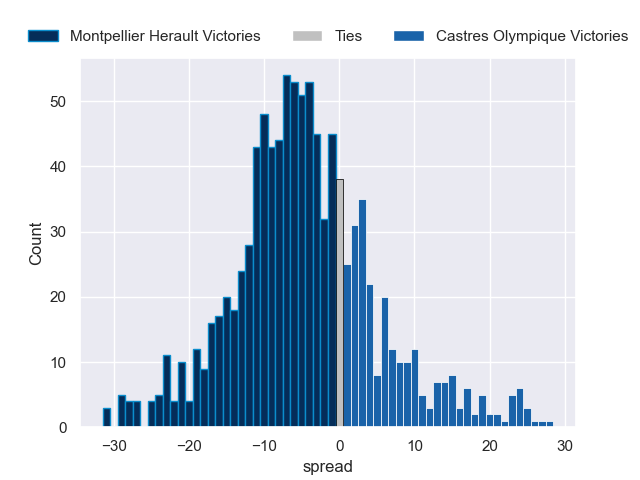 Montpellier Herault Victories
Ties
Castres Olympique Victories
50
40
30
20
10
0
Count
−30
−20
−10
0
10
20
30
spread